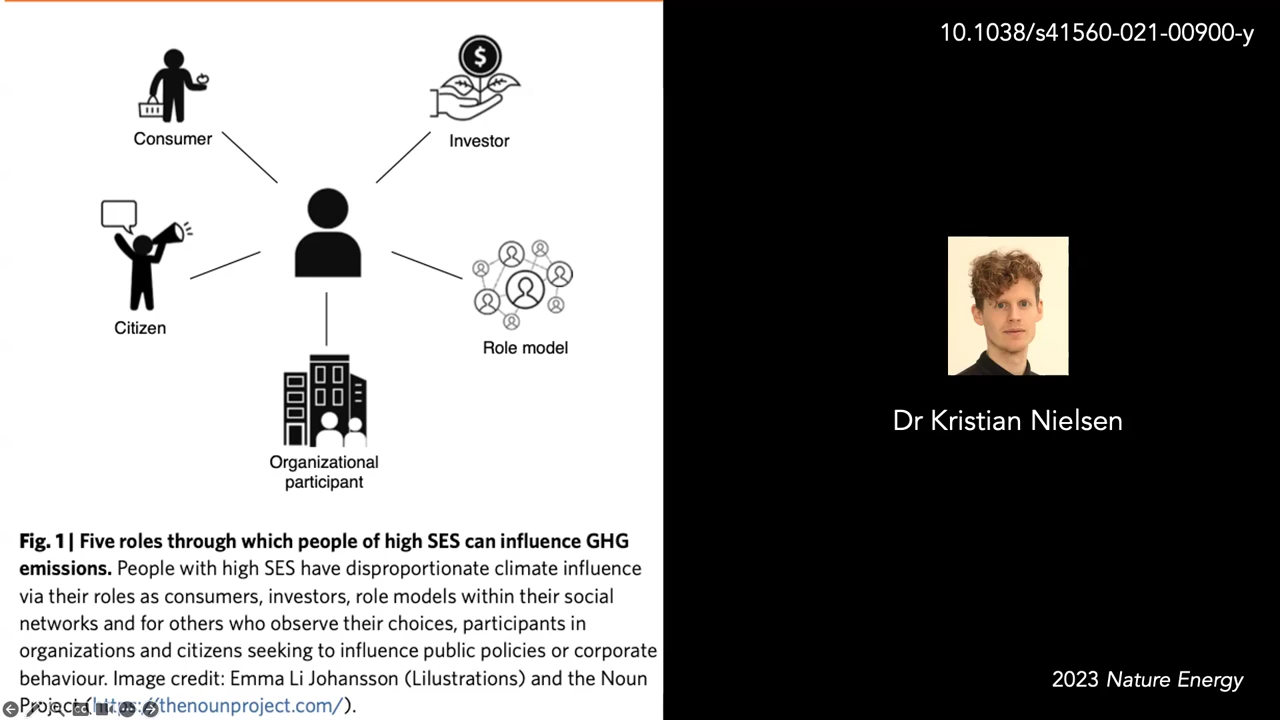 Consumer
Investor
Citizen
Role model
Organizational
participant
Fig. 1 | Five roles through which people of high SES can influence GHG
emissions. People with high SES have disproportionate climate influence
via their roles as consumers, investors, role models within their social
networks and for others who observe their choices, participants in
organizations and citizens seeking to influence public policies or corporate
behaviour. Image credit: Emma Li Johansson (Lilustrations) and the Noun
Project (https://thenounproject.com/).
10.1038/s41560-021-00900-y
Dr Kristian Nielsen
2023 Nature Energy